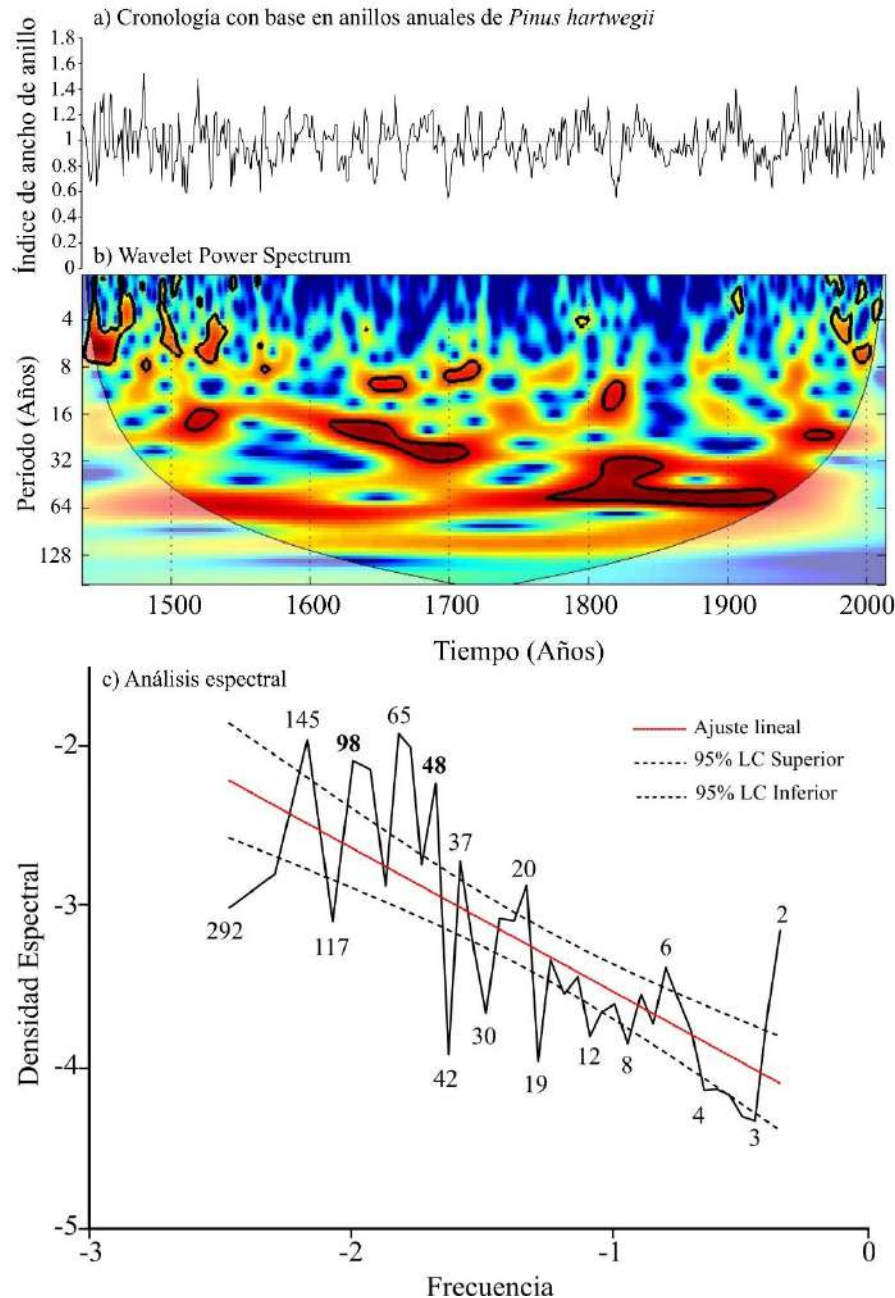 a) Cronología con base en anillos anuales de Pinus hartwegii
Índice de ancho de anillo
1.8
1.6
1.4
1.2
1
0.8
0.6
0.4
0.2
0
b) Wavelet Power Spectrum
Período (Años)
4
8
16
32
64
128
1500 1600 1700 1800 1900 2000
Tiempo (Años)
c) Análisis espectral
Densidad Espectral
-2
-3
-4
-5
145
98
65
48
37
20
6
2
292
117
42
30
19
12
8
4
3
Ajuste lineal
95% LC Superior
95% LC Inferior
-3 -2 -1 0
Frecuencia